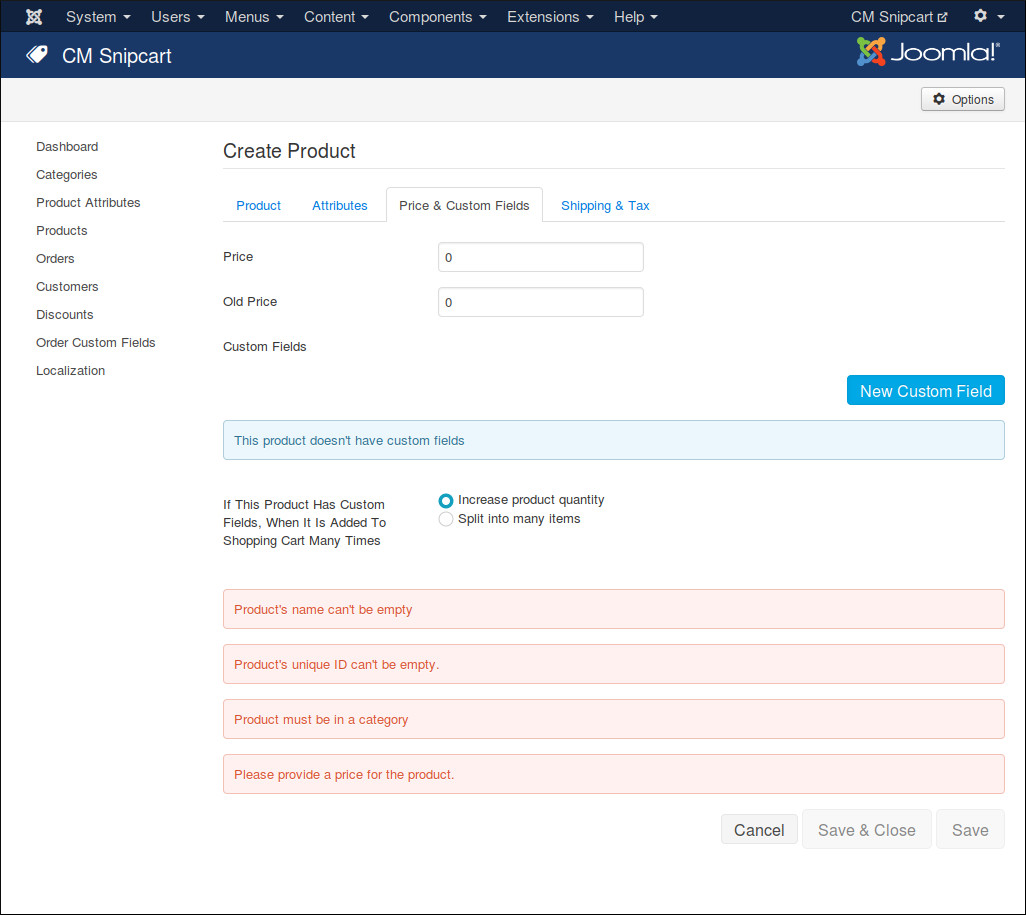 System Users Menus Content Components Extensions Help CM Snipcart
CM Snipcart Joomla!®
Options
Dashboard
Categories
Product Attributes
Products
Orders
Customers
Discounts
Order Custom Fields
Localization
Create Product
Product Attributes Price & Custom Fields Shipping & Tax
Price 0
Old Price 0
Custom Fields
New Custom Field
This product doesn't have custom fields
If This Product Has Custom
Fields, When It Is Added To
Shopping Cart Many Times
Increase product quantity
Split into many items
Product's name can't be empty
Product's unique ID can't be empty.
Product must be in a category
Please provide a price for the product.
Cancel Save & Close Save